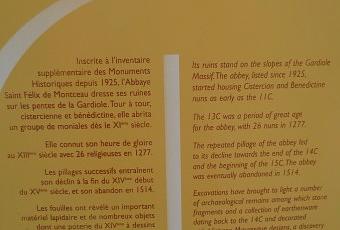 Inscrite à l'inventaire
supplémentaire des Monuments
Historiques depuis 1925, l'Abbaye
Saint Félix de Montceau dresse ses ruines
sur les pentes de la Gardiole. Tour à tour,
cistercienne et bénédictine, elle abrita
un groupe de moniales dès le XIème siècle.
Elle connut son heure de gloire
au XIIIème siècle avec 26 religieuses en 1277.
Les pillages successifs entraînent
son déclin à la fin du XIVème début
du XVème siècle, et son abandon en 1514.
Les fouilles ont révélé un important
matériel lapidaire et de nombreux objets
dont une poterie du XIVème à dessins
Its ruins stand on the slopes of the Gardiole
Massif. The abbey, listed since 1925,
started housing Cistercian and Benedictine
nuns as early as the 11C.
The 13C was a period of great age
for the abbey, with 26 nuns in 1277.
The repeated pillage of the abbey led
to its decline towards the end of the 14C
and the beginning of the 15C. The abbey
was eventually abandoned in 1514.
Excavations have brought to light a number
of archaeological remains among which stone
fragments and a collection of earthenware
dating back to the 14C and decorated
designs, a discovery